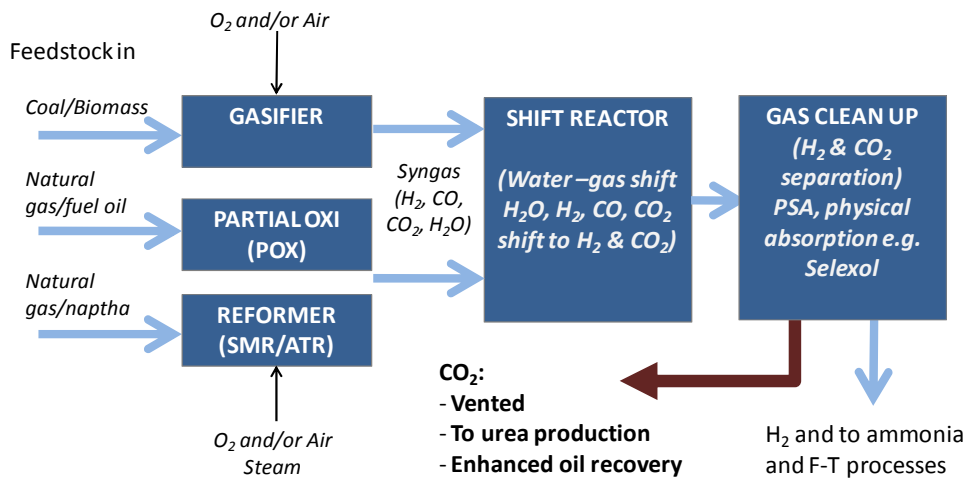 O2 and/or Air
Feedstock in
Coal/Biomass
GASIFIER
Natural
gas/fuel oil
PARTIAL OXI
(POX)
Natural
gas/naptha
REFORMER
(SMR/ATR)
O2 and/or Air
Steam
Syngas
(H2, CO,
CO2, H2O)
SHIFT REACTOR
(Water –gas shift
H2O, H2, CO, CO2
shift to H2 & CO2)
GAS CLEAN UP
(H2 & CO2
separation)
PSA, physical
absorption e.g.
Selexol
CO2:
- Vented
- To urea production
- Enhanced oil recovery
H2 and to ammonia
and F-T processes